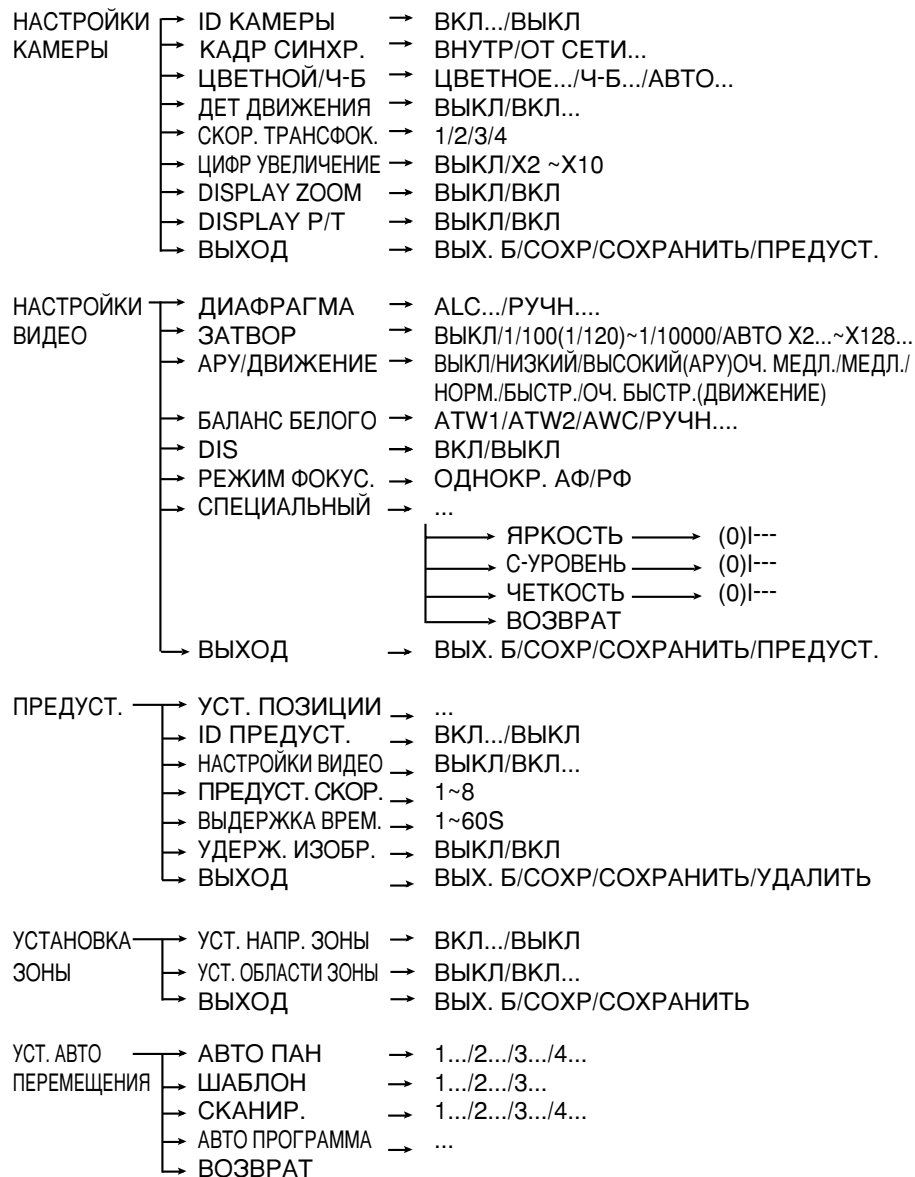 НАСТРОЙКИ КАМЕРЫ
ID КАМЕРЫ ВКЛ.../ВЫКЛ
КАДР СИНХР. ВНУТР/ОТ СЕТИ...
ЦВЕТНОЙ/Ч-Б ЦВЕТНОЕ.../Ч-Б.../АВТО...
ДЕТ ДВИЖЕНИЯ ВЫКЛ/ВКЛ...
СКОР. ТРАНСФОК. 1/2/3/4
ЦИФР УВЕЛИЧЕНИЕ ВЫКЛ/X2 ~X10
DISPLAY ZOOM ВЫКЛ/ВКЛ
DISPLAY P/T ВЫКЛ/ВКЛ
ВЫХОД ВЫХ. Б/СОХР/СОХРАНИТЬ/ПРЕДУСТ.
НАСТРОЙКИ ВИДЕО
ДИАФРАГМА ALC.../РУЧН....
ЗАТВОР ВЫКЛ/1/100(1/120)~1/10000/АВТО X2...~X128...
АРУ/ДВИЖЕНИЕ ВЫКЛ/НИЗКИЙ/ВЫСОКИЙ(АРУ)ОЧ. МЕДЛ./МЕДЛ./
НОРМ./БЫСТР./ОЧ. БЫСТР.(ДВИЖЕНИЕ)
БАЛАНС БЕЛОГО ATW1/ATW2/AWC/РУЧН....
DIS ВКЛ/ВЫКЛ
РЕЖИМ ФОКУС. ОДНОКР. АФ/РФ
СПЕЦИАЛЬНЫЙ ...
ЯРКОСТЬ (0)I---
С-УРОВЕНЬ (0)I---
ЧЕТКОСТЬ (0)I---
ВОЗВРАТ
ВЫХОД ВЫХ. Б/СОХР/СОХРАНИТЬ/ПРЕДУСТ.
ПРЕДУСТ.
УСТ. ПОЗИЦИИ ...
ID ПРЕДУСТ. ВКЛ.../ВЫКЛ
НАСТРОЙКИ ВИДЕО ВЫКЛ/ВКЛ...
ПРЕДУСТ. СКОР. 1~8
ВЫДЕРЖКА ВРЕМ. 1~60S
УДЕРЖ. ИЗОБР. ВЫКЛ/ВКЛ
ВЫХОД ВЫХ. Б/СОХР/СОХРАНИТЬ/УДАЛИТЬ
УСТАНОВКА ЗОНЫ
УСТ. НАПР. ЗОНЫ ВКЛ.../ВЫКЛ
УСТ. ОБЛАСТИ ЗОНЫ ВЫКЛ/ВКЛ...
ВЫХОД ВЫХ. Б/СОХР/СОХРАНИТЬ
УСТ. АВТО ПЕРЕМЕЩЕНИЯ
АВТО ПАН 1.../2.../3.../4...
ШАБЛОН 1.../2.../3...
СКАНИР. 1.../2.../3.../4...
АВТО ПРОГРАММА ...
ВОЗВРАТ